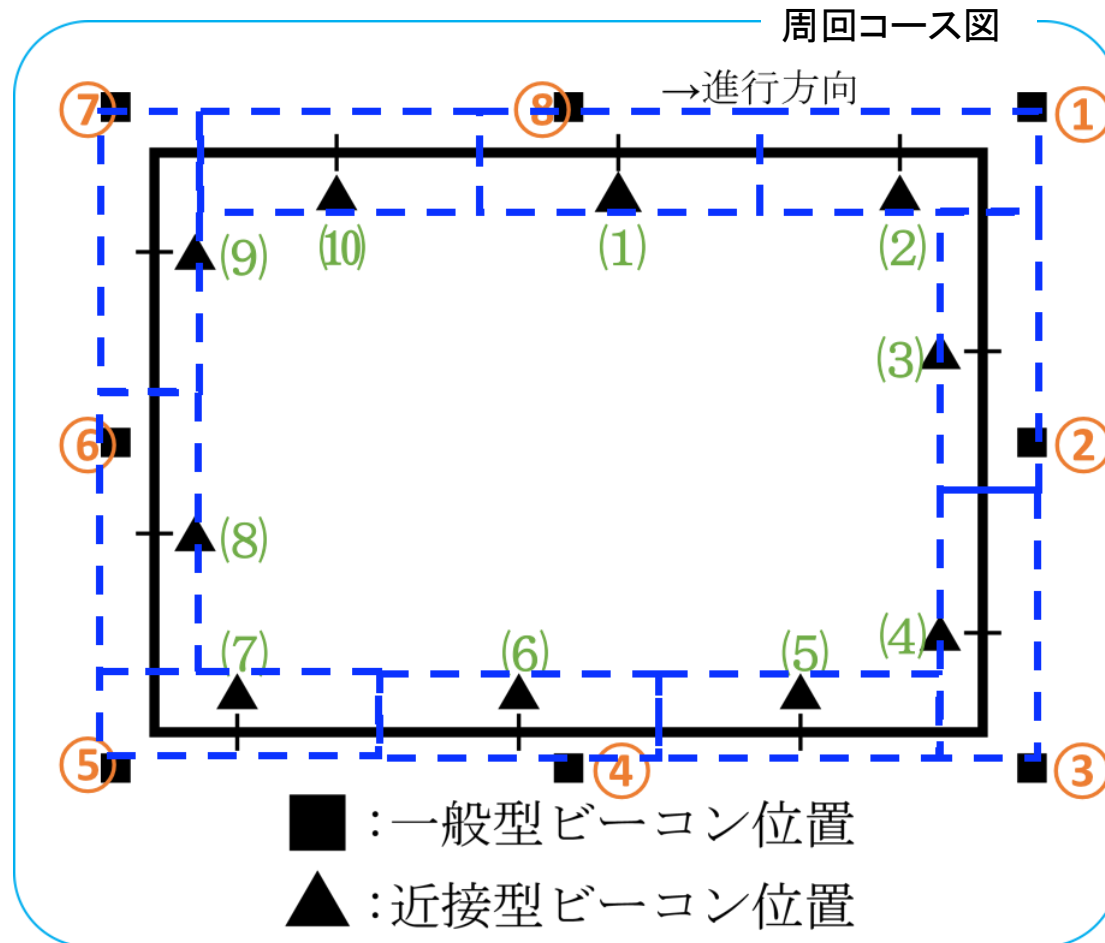 周回コース図
→進行方向
⑦ ⑧ ①
⑽ ⑴ ⑵
⑼
⑶
⑥ ②
⑻
⑷
⑺ ⑹ ⑸
⑤ ④ ③
■:一般型ビーコン位置
▲:近接型ビーコン位置